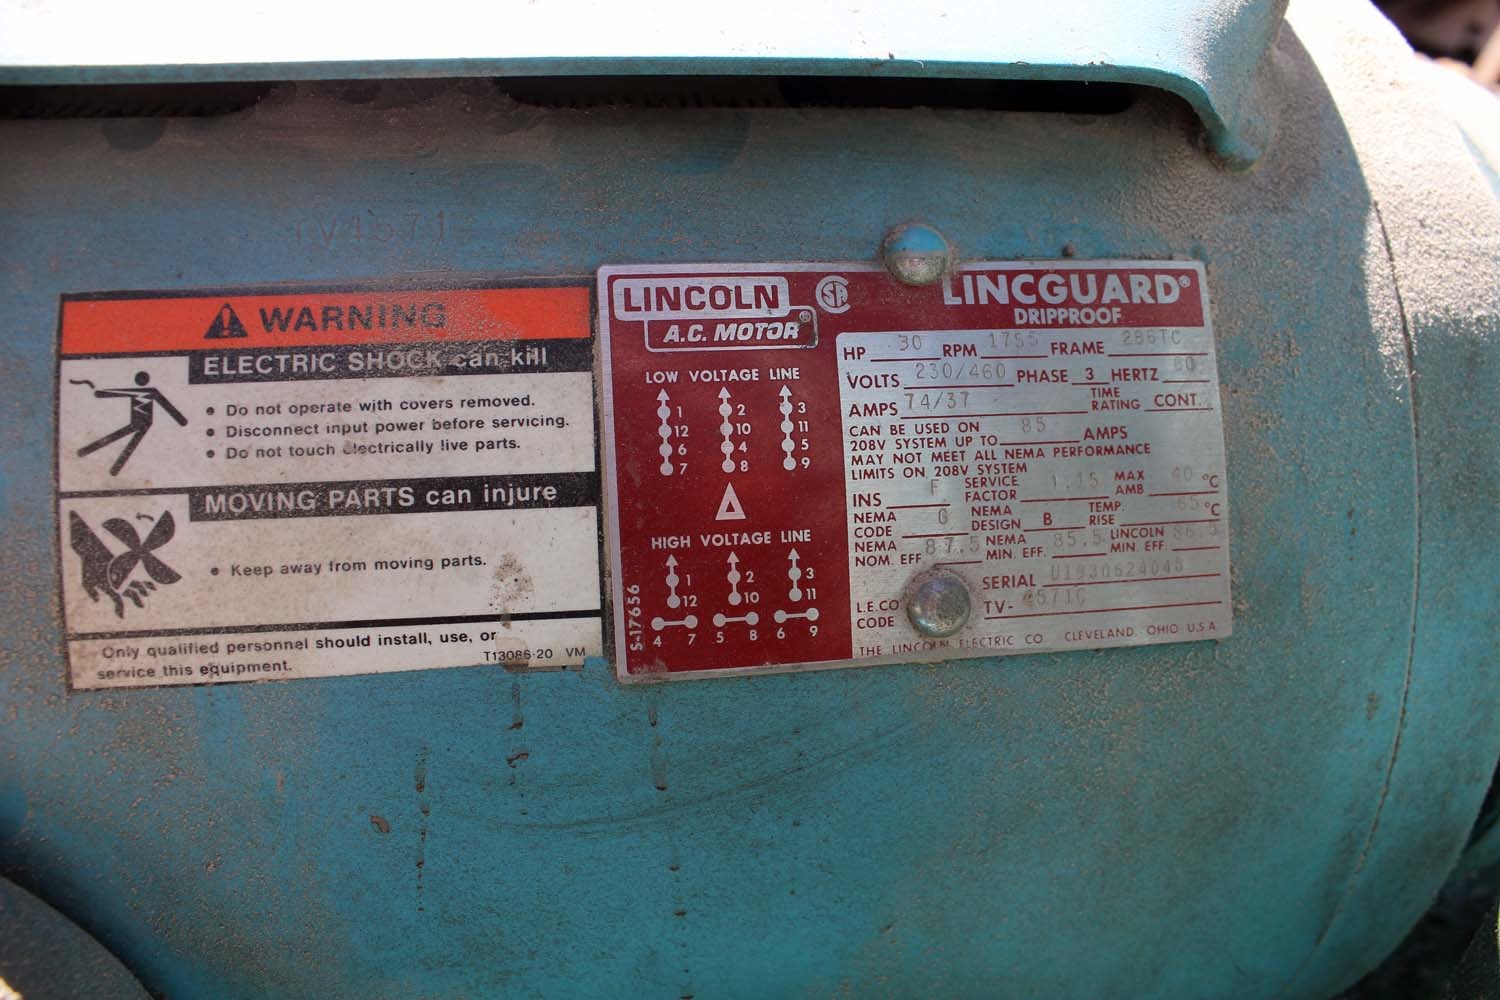 TV4571
WARNING
ELECTRIC SHOCK can kill
• Do not operate with covers removed.
• Disconnect input power before servicing.
• Do not touch electrically live parts.
MOVING PARTS can injure
• Keep away from moving parts.
Only qualified personnel should install, use, or
service this equipment.
T13086-20 VM
LINCOLN
A.C. MOTOR®
LOW VOLTAGE LINE
1 2 3
12 10 11
6 4 5
7 8 9
HIGH VOLTAGE LINE
1 2 3
12 10 11
4 7 5 8 6 9
S-17656
LINCGUARD®
DRIPPROOF
HP 30 RPM 1755 FRAME 286TC
VOLTS 230/460 PHASE 3 HERTZ 60
AMPS 74/37 TIME RATING CONT.
CAN BE USED ON
208V SYSTEM UP TO 85 AMPS
MAY NOT MEET ALL NEMA PERFORMANCE
LIMITS ON 208V SYSTEM
INS F SERVICE FACTOR 1.15 MAX AMB 40 °C
NEMA CODE G NEMA DESIGN B TEMP. RISE 65 °C
NEMA NOM. EFF 87.5 NEMA MIN. EFF. 85.5 LINCOLN MIN. EFF. 86.5
SERIAL U1930624045
L.E.CO CODE TV- 4571C
THE LINCOLN ELECTRIC CO. CLEVELAND, OHIO U.S.A.